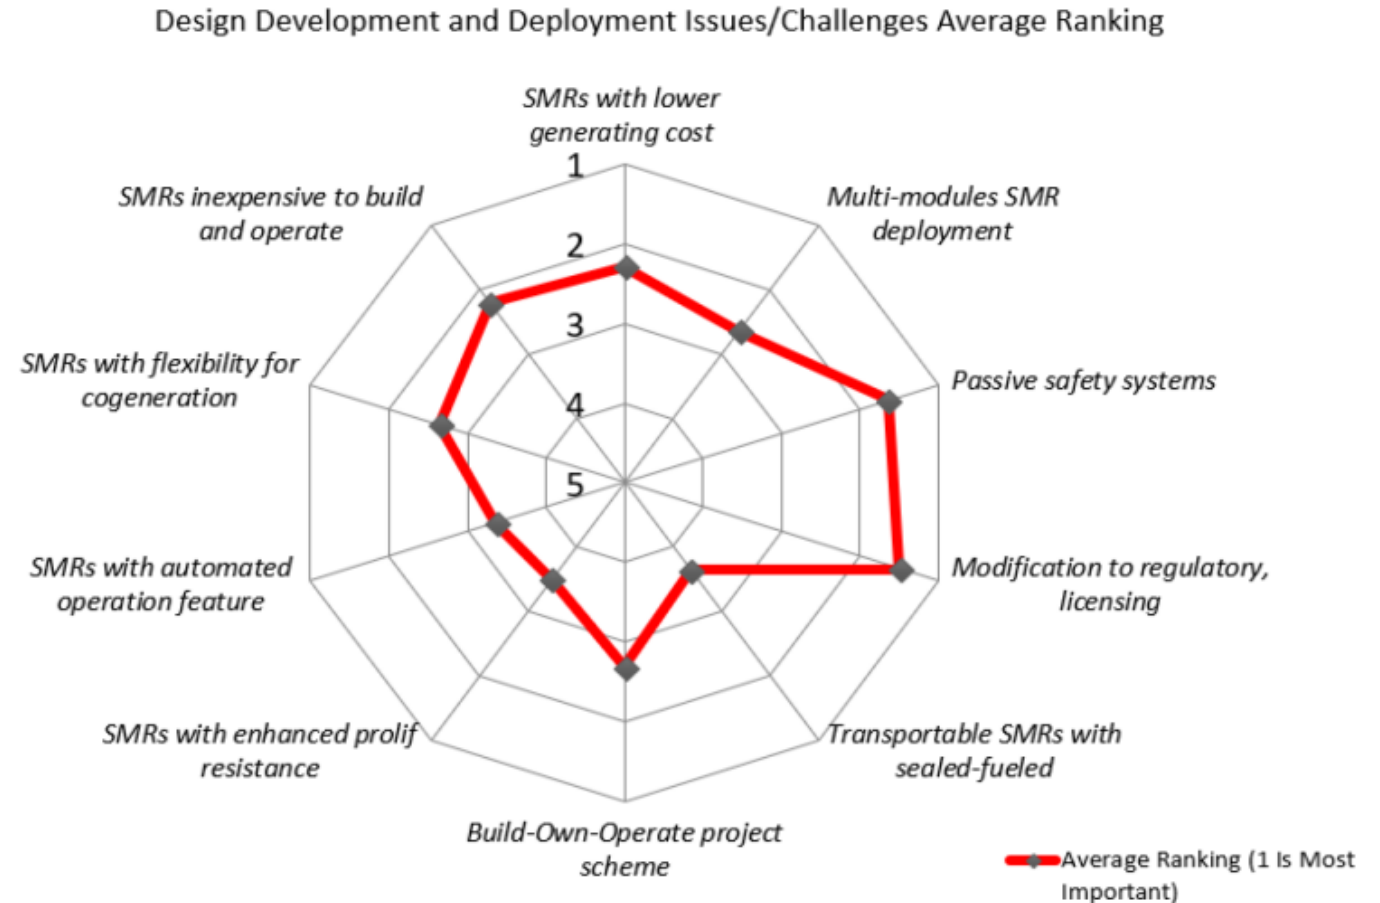 Design Development and Deployment Issues/Challenges Average Ranking
SMRs with lower
generating cost
Multi-modules SMR
deployment
Passive safety systems
Modification to regulatory,
licensing
Transportable SMRs with
sealed-fueled
Build-Own-Operate project
scheme
SMRs with enhanced prolif
resistance
SMRs with automated
operation feature
SMRs with flexibility for
cogeneration
SMRs inexpensive to build
and operate
1
2
3
4
5
Average Ranking (1 Is Most
Important)